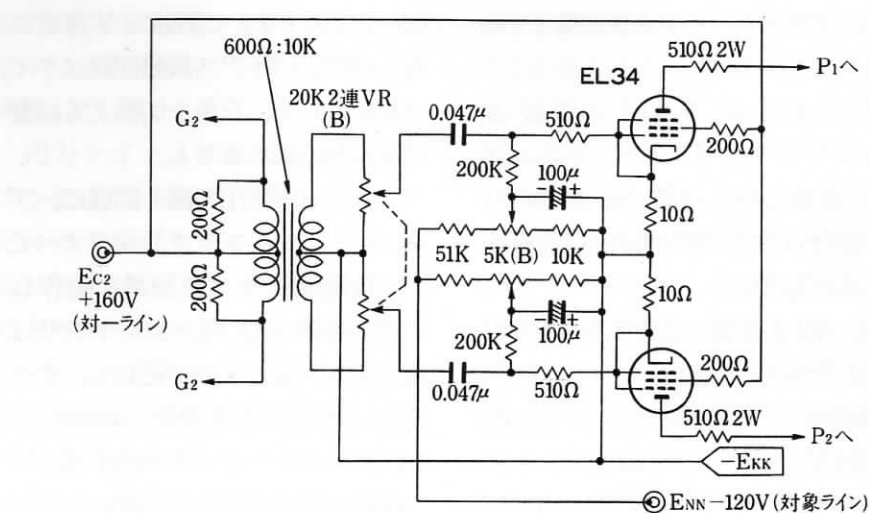 600Ω:10K
510Ω 2W
P₁へ
EL34
20K 2連VR
(B)
G₂
0.047μ
510Ω
200Ω
200K
100μ
- +
200Ω
10Ω
51K
5K(B)
10K
EC₂
+160V
(対ーライン)
200Ω
10Ω
200K
- +
100μ
200Ω
G₂
0.047μ
510Ω
510Ω 2W
P₂へ
-EKK
ENN -120V(対象ライン)